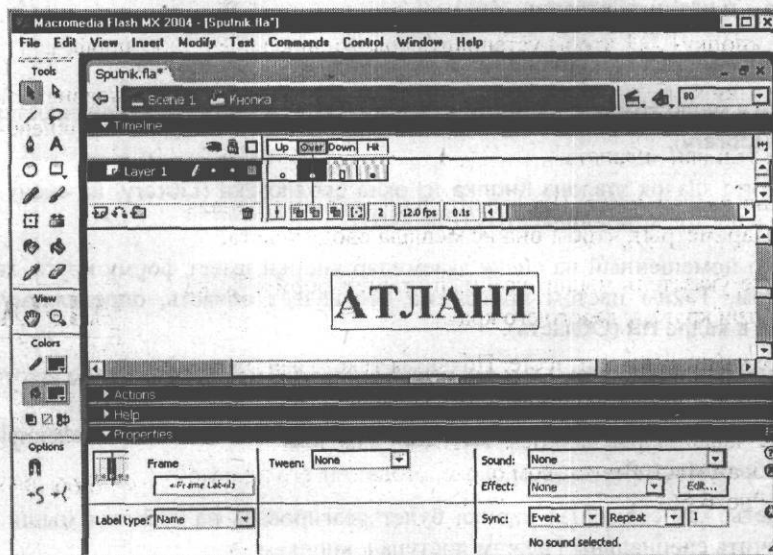 Macromedia Flash MX 2004 - [Sputnik.fla*]
File Edit View Insert Modify Text Commands Control Window Help
Tools
Sputnik.fla*
Scene 1 Кнопка
80
Timeline
Up Over Down Hit
Layer 1
2 12.0 fps 0.1s
АТЛАНТ
View
Colors
Options
Actions
Help
Properties
Frame
<Frame Label>
Tween: None
Sound: None
Effect: None Edit...
Label type: Name
Sync: Event Repeat 1
No sound selected.